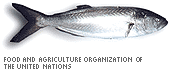 FOOD AND AGRICULTURE ORGANIZATION OF
THE UNITED NATIONS